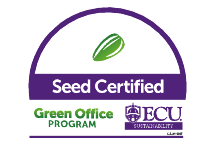 Seed Certified
Green Office
PROGRAM
ECU
SUSTAINABILITY